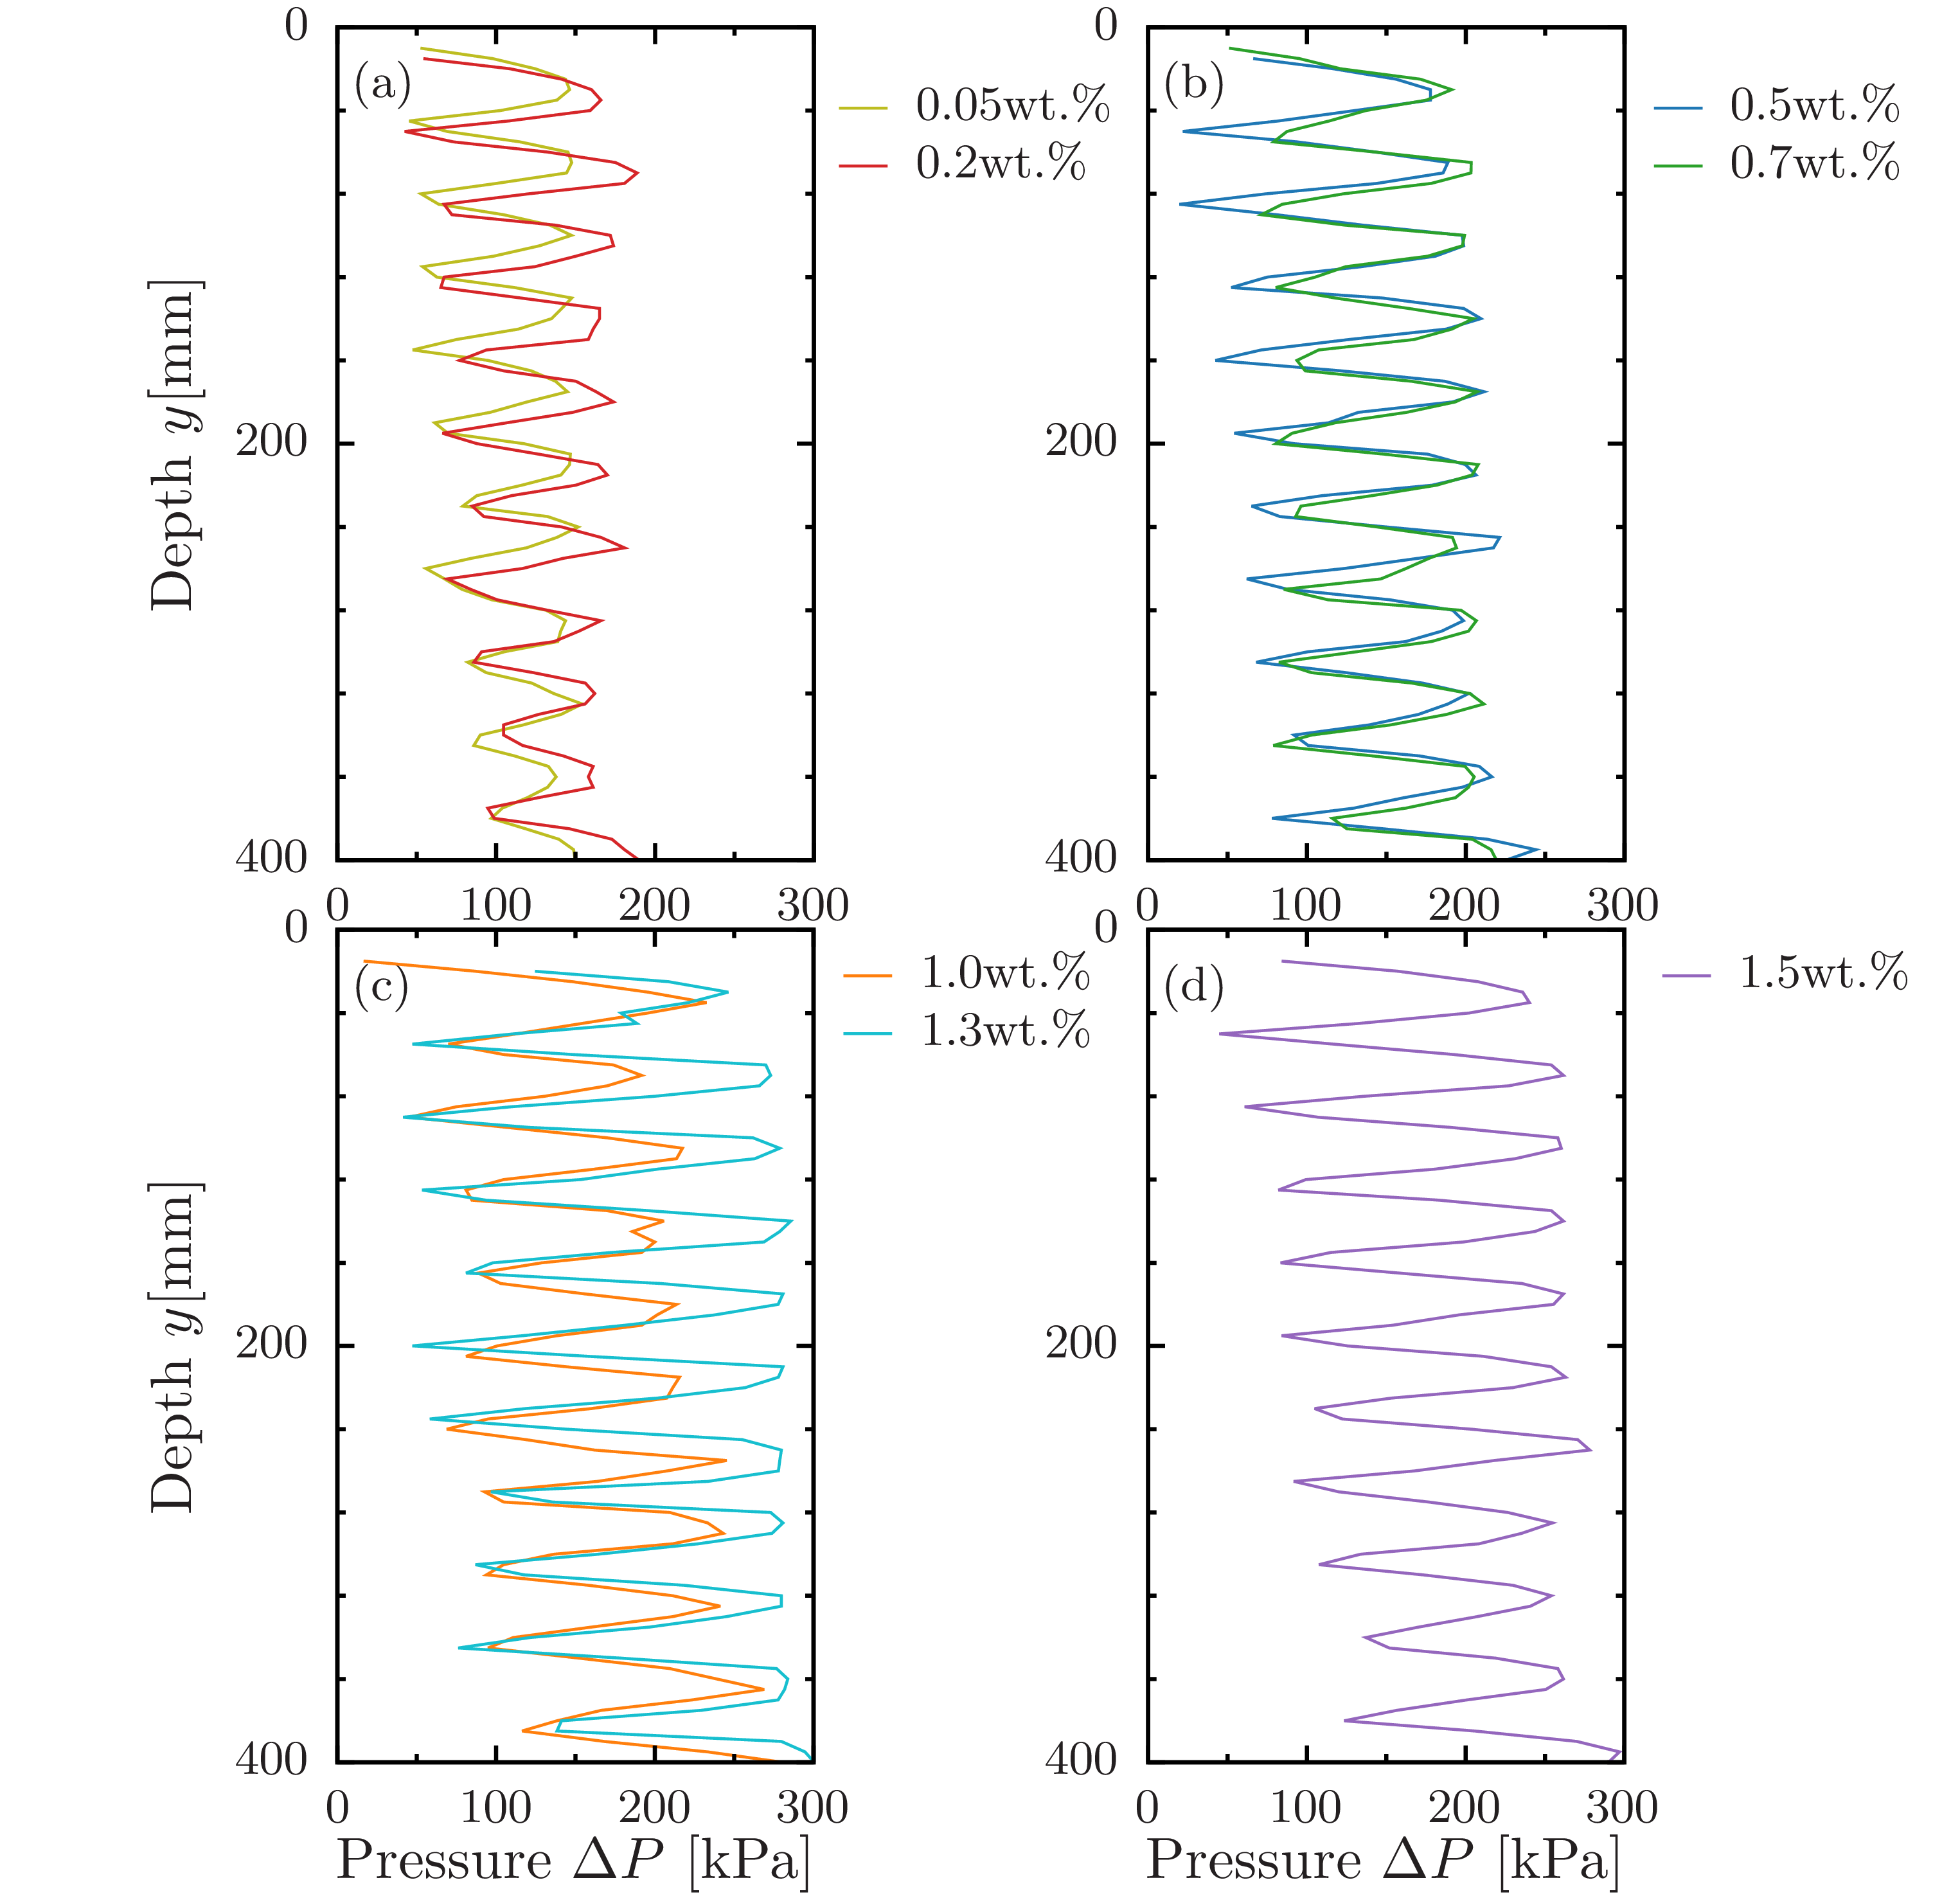 0
0
(a)
(b)
0.05wt.%
0.2wt.%
0.5wt.%
0.7wt.%
Depth y[mm]
200
200
400
400
0 100 200 300
0 100 200 300
0
0
(c)
(d)
1.0wt.%
1.3wt.%
1.5wt.%
Depth y[mm]
200
200
400
400
0 100 200 300
0 100 200 300
Pressure ΔP [kPa]
Pressure ΔP [kPa]